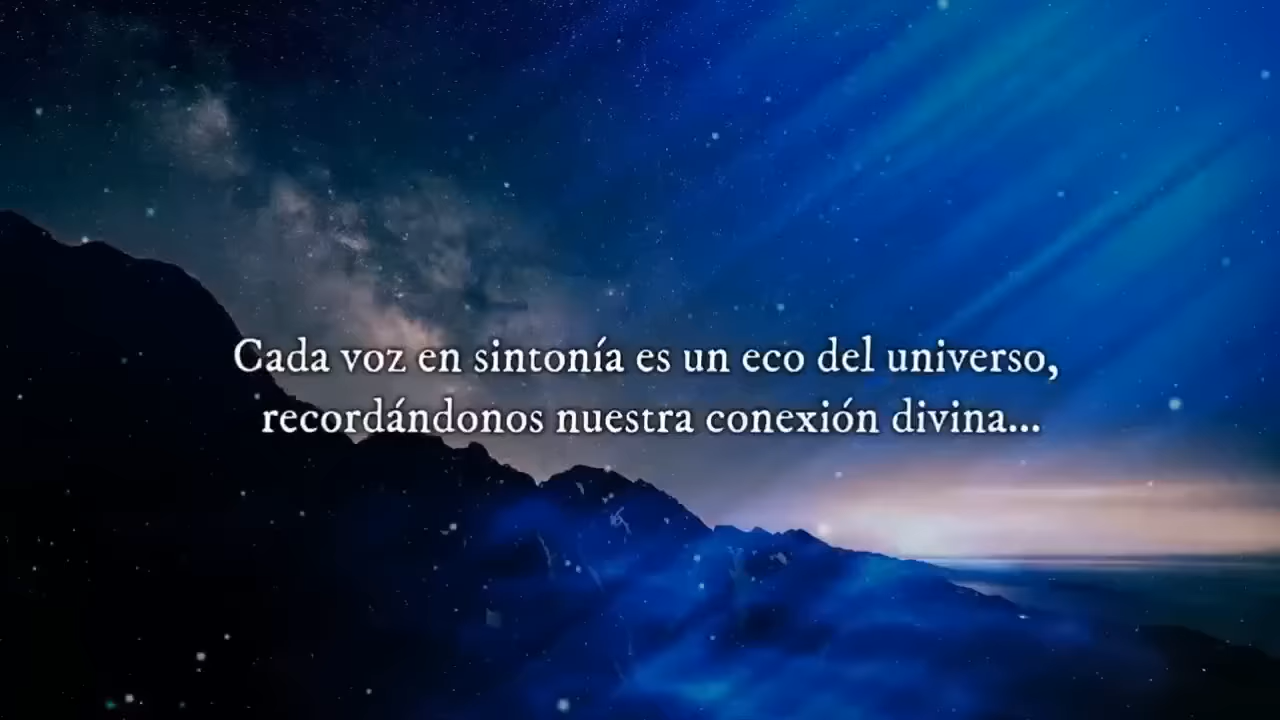 Cada voz en sintonía es un eco del universo,
recordándonos nuestra conexión divina...